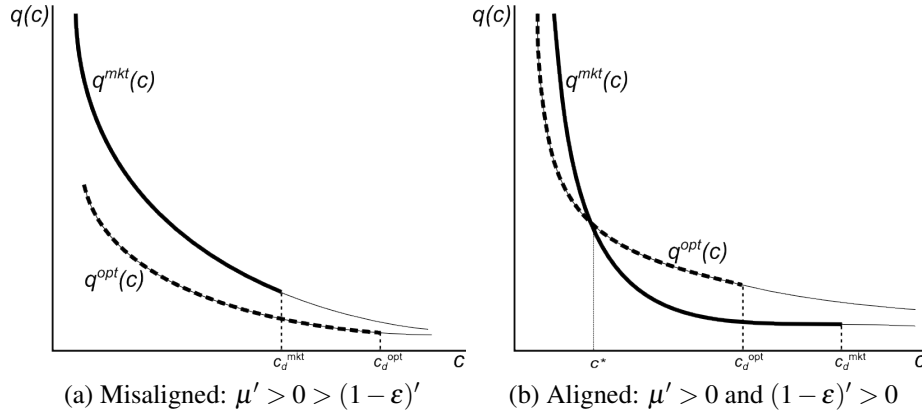 q(c)
q^mkt(c)
q^opt(c)
c_d^mkt
c_d^opt
c
(a) Misaligned: μ′ > 0 > (1 − ε)′
q(c)
q^mkt(c)
q^opt(c)
c*
c_d^opt
c_d^mkt
c
(b) Aligned: μ′ > 0 and (1 − ε)′ > 0